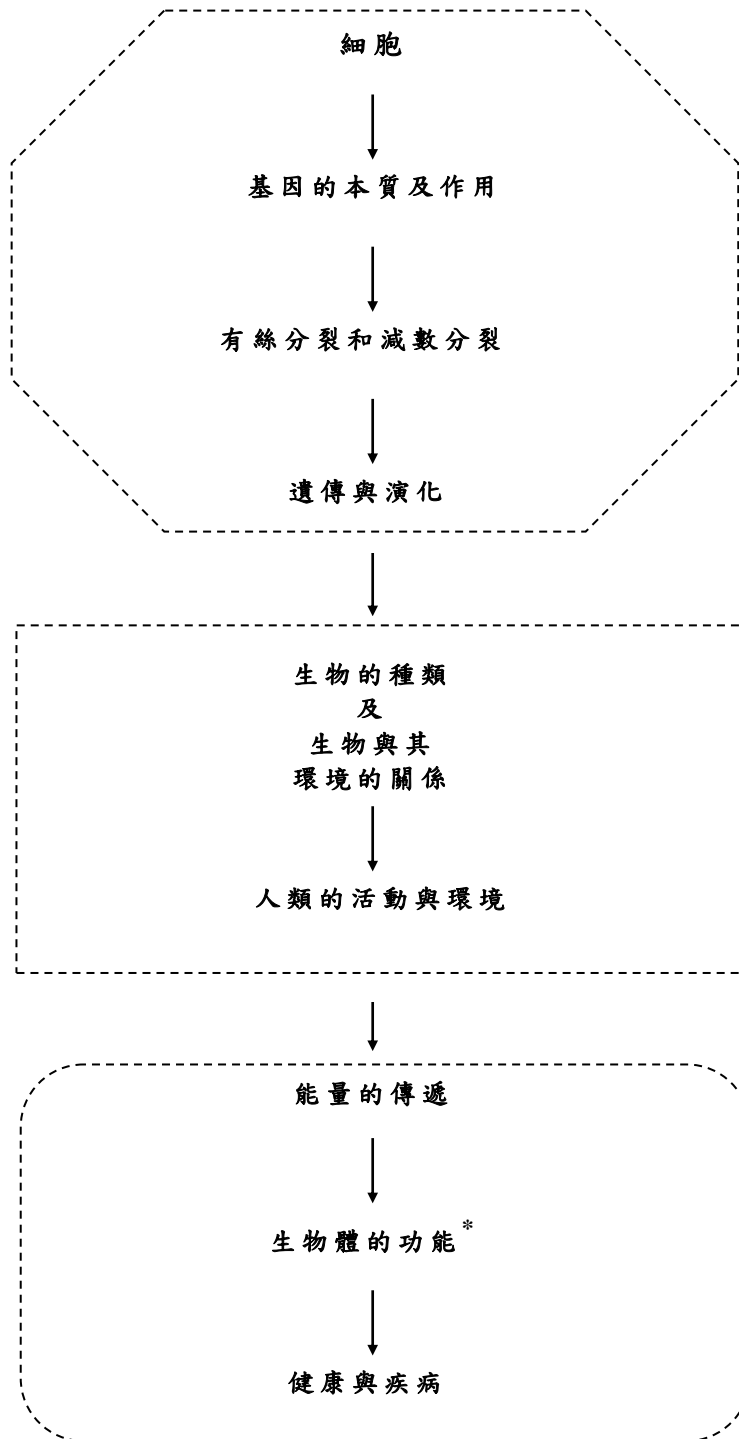 細胞
基因的本質及作用
有絲分裂和減數分裂
遺傳與演化
生物的種類
及
生物與其
環境的關係
人類的活動與環境
能量的傳遞
生物體的功能*
健康與疾病